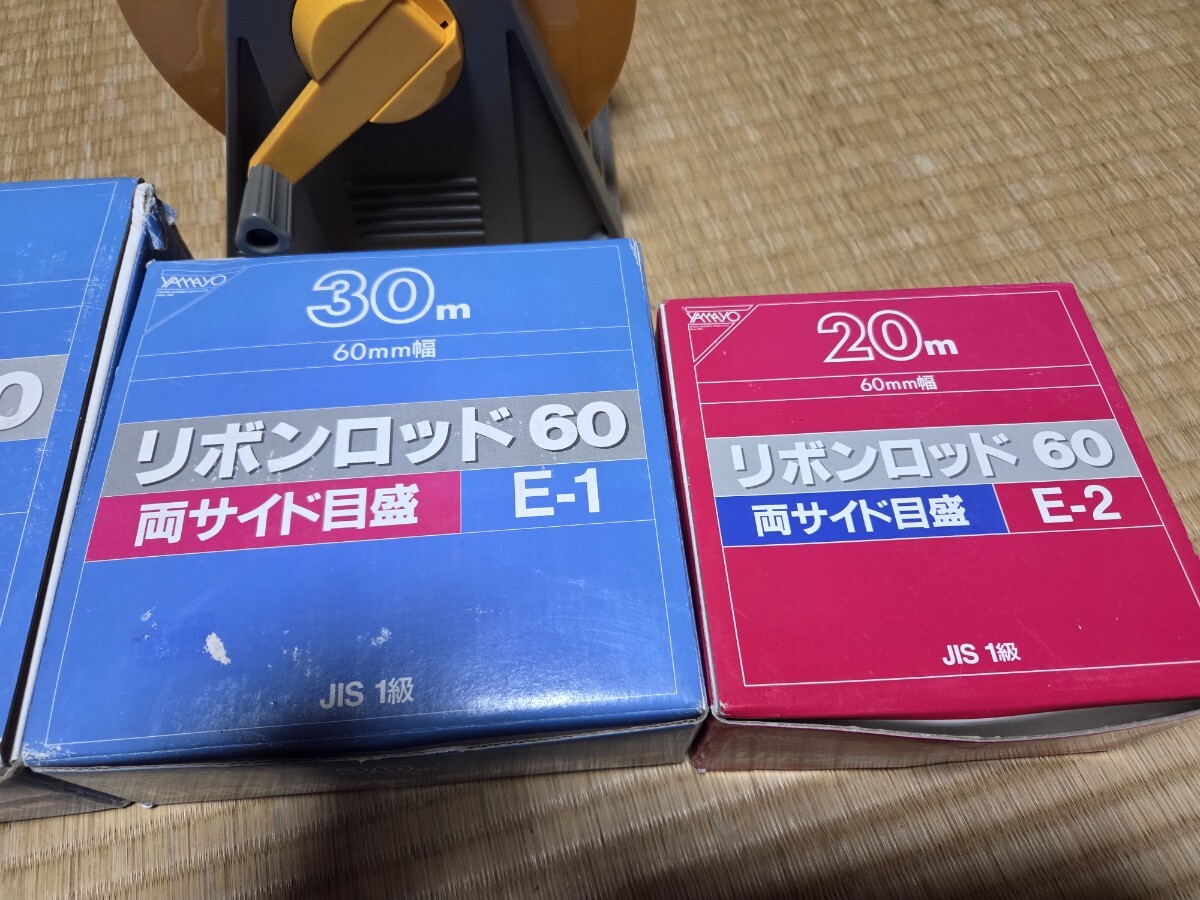 0
YAMAYO
30m
60mm幅
リボンロッド 60
両サイド目盛
E-1
JIS 1級
YAMAYO
20m
60mm幅
リボンロッド 60
両サイド目盛
E-2
JIS 1級